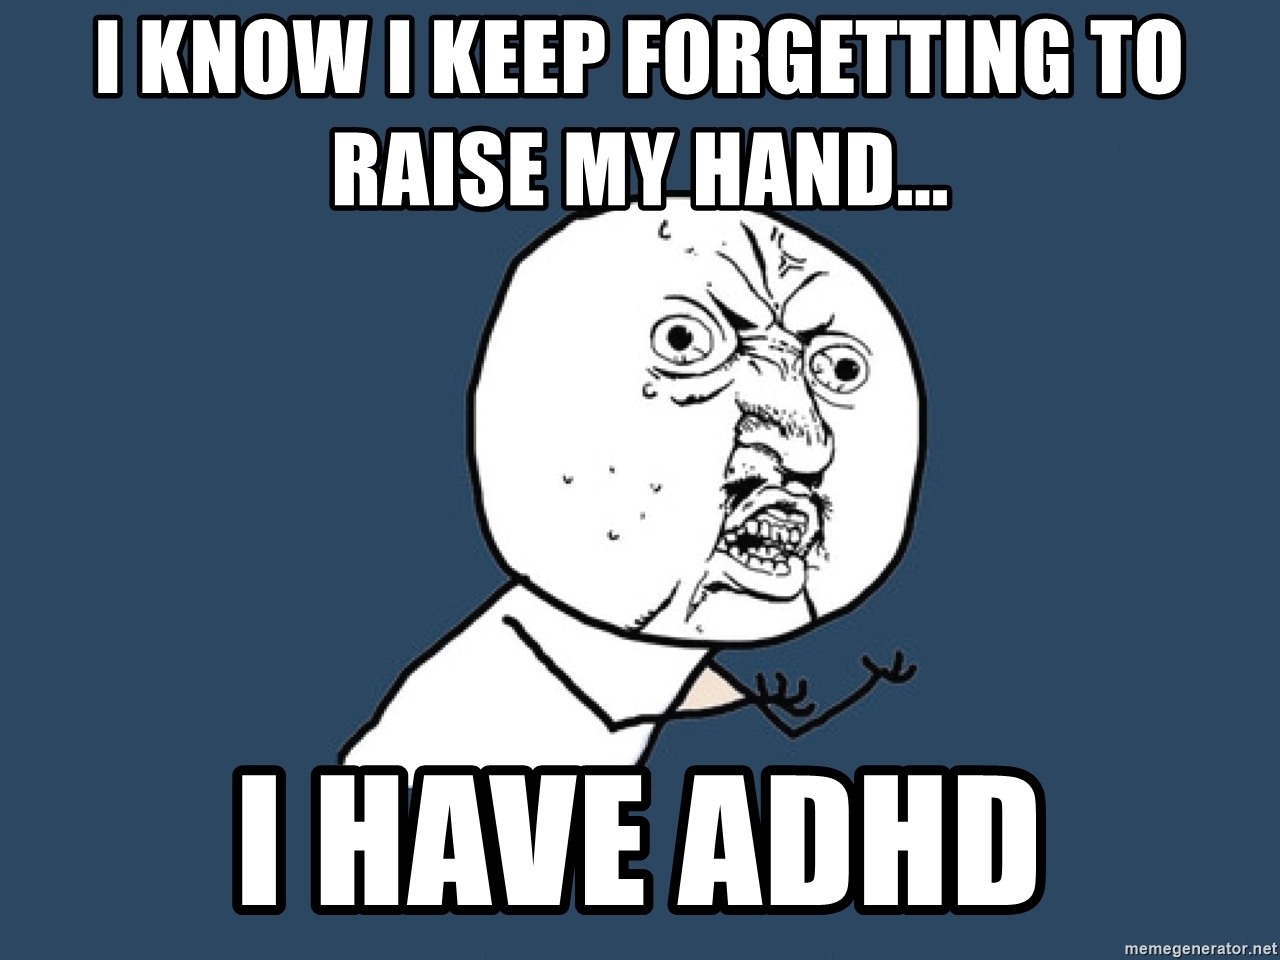 I KNOW I KEEP FORGETTING TO
RAISE MY HAND...
I HAVE ADHD
memegenerator.net